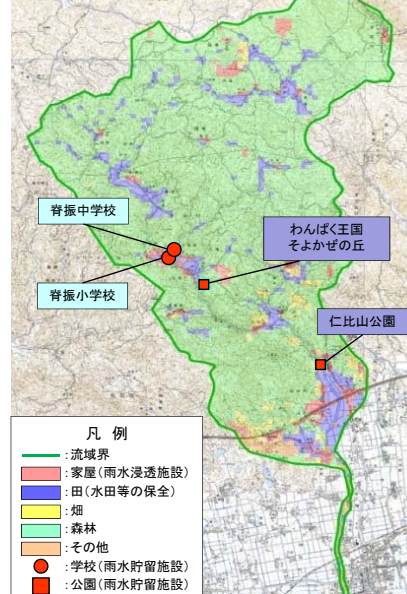 脊振中学校
わんぱく王国
そよかぜの丘
脊振小学校
仁比山公園
凡 例
:流域界
:家屋(雨水浸透施設)
:田(水田等の保全)
:畑
:森林
:その他
:学校(雨水貯留施設)
:公園(雨水貯留施設)